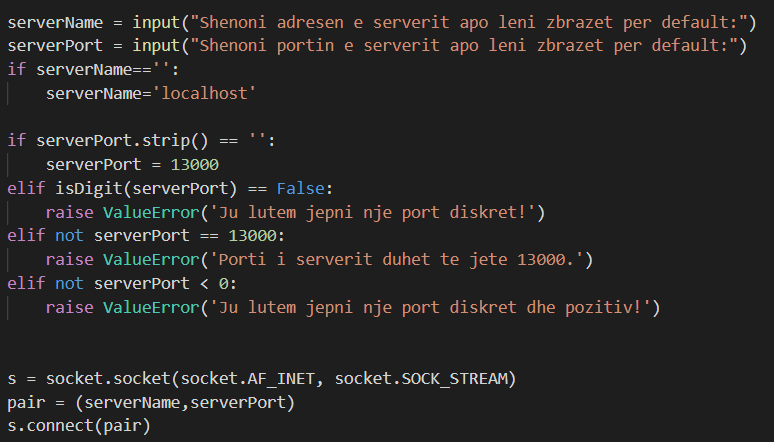 serverName = input("Shenoni adresen e serverit apo leni zbrazet per default:")
serverPort = input("Shenoni portin e serverit apo leni zbrazet per default:")
if serverName=='':
    serverName='localhost'
if serverPort.strip() == '':
    serverPort = 13000
elif isDigit(serverPort) == False:
    raise ValueError('Ju lutem jepni nje port diskret!')
elif not serverPort == 13000:
    raise ValueError('Porti i serverit duhet te jete 13000.')
elif not serverPort < 0:
    raise ValueError('Ju lutem jepni nje port diskret dhe pozitiv!')
s = socket.socket(socket.AF_INET, socket.SOCK_STREAM)
pair = (serverName,serverPort)
s.connect(pair)